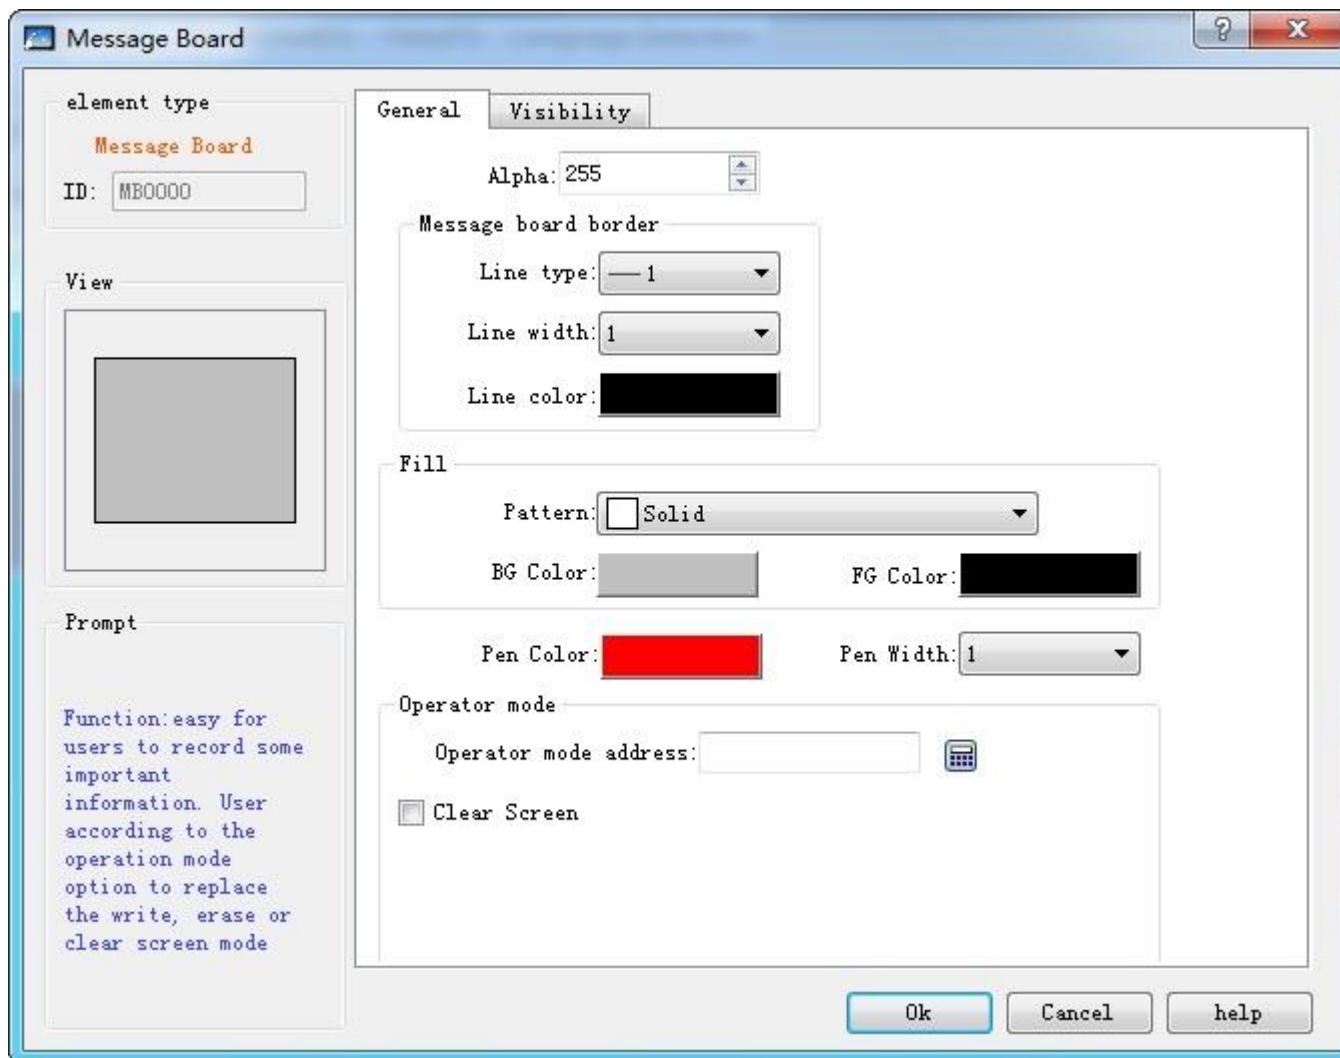 Message Board
element type
Message Board
ID: MB0000
View
Prompt
Function:easy for
users to record some
important
information. User
according to the
operation mode
option to replace
the write, erase or
clear screen mode
General Visibility
Alpha: 255
Message board border
Line type: 1
Line width: 1
Line color:
Fill
Pattern: Solid
BG Color: FG Color:
Pen Color: Pen Width: 1
Operator mode
Operator mode address:
Clear Screen
Ok Cancel help